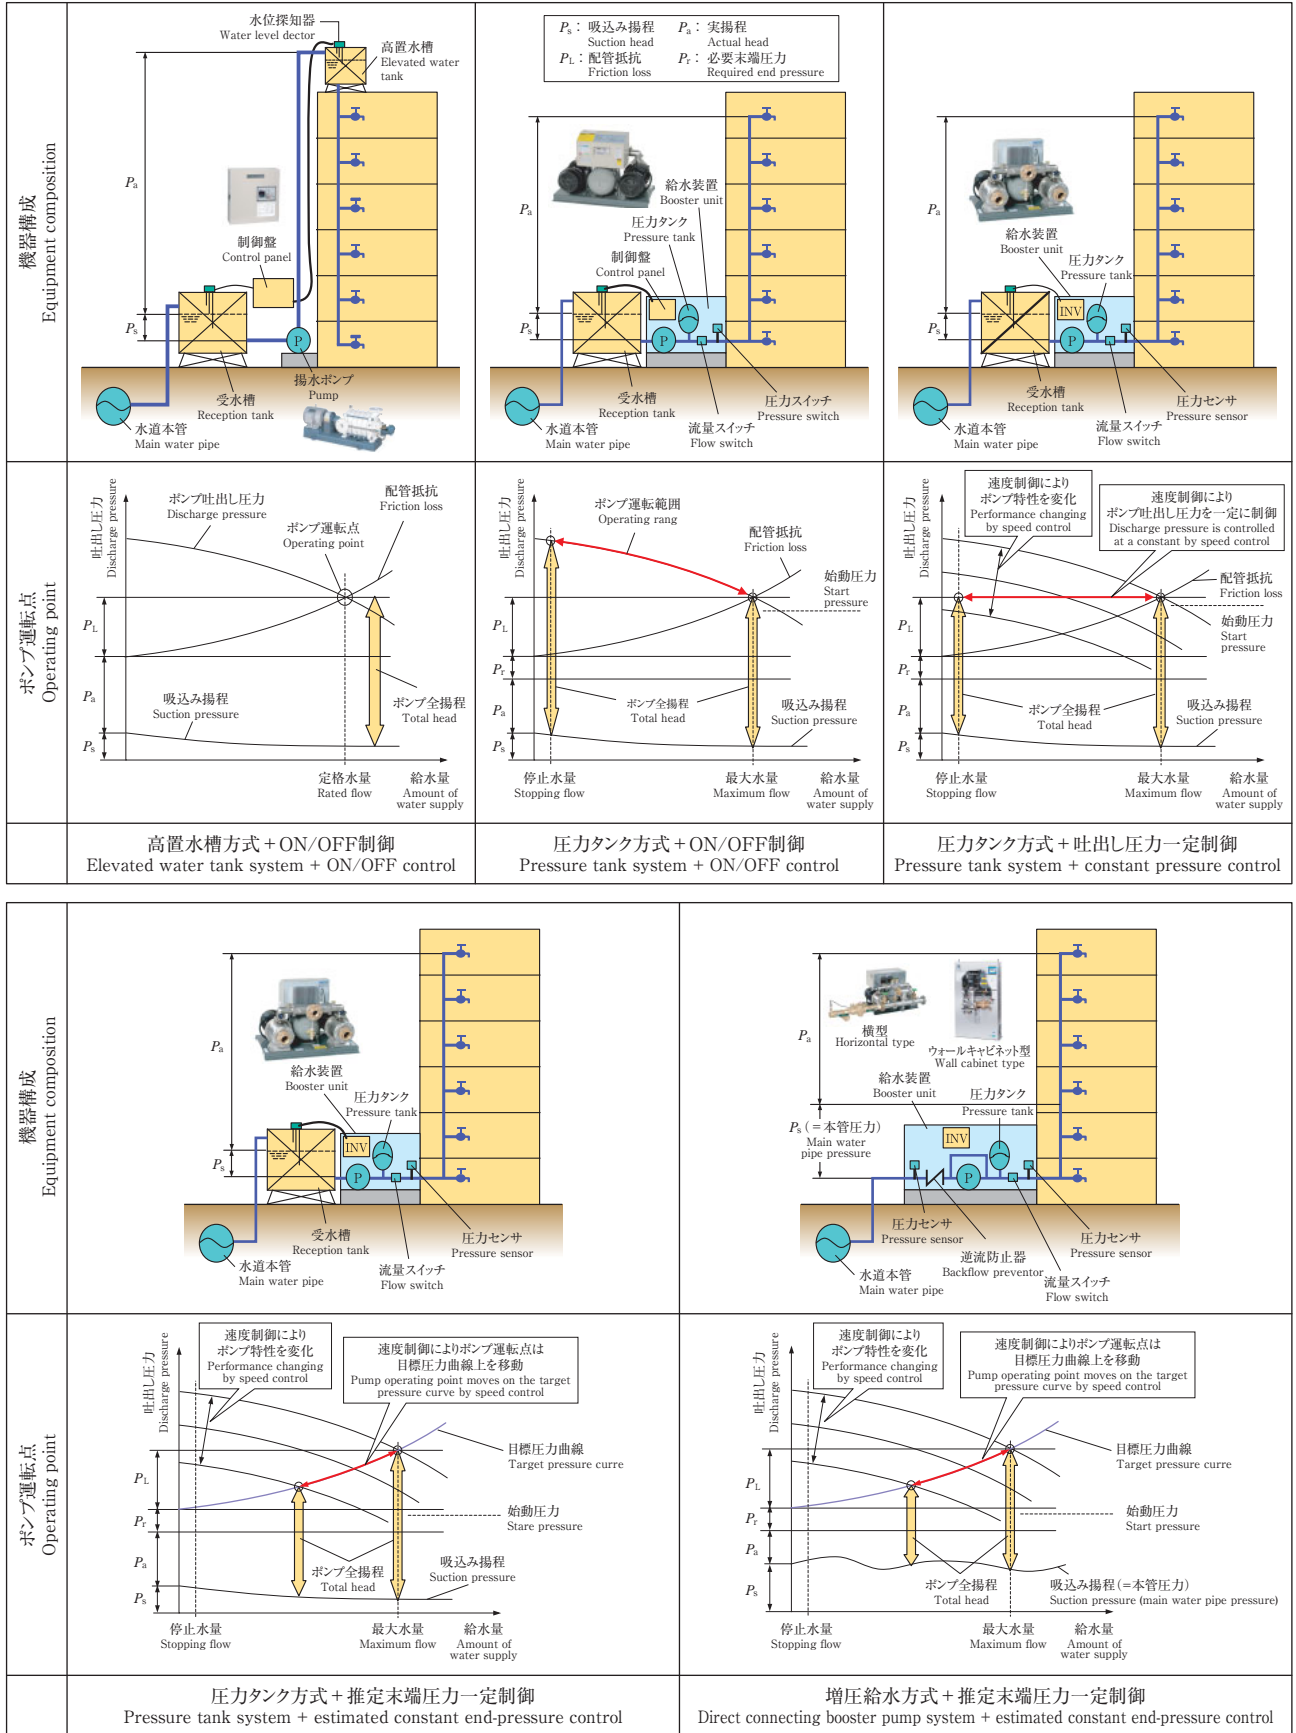 機器構成
Equipment composition
水位探知器
Water level dector
高置水槽
Elevated water
tank
Pa
制御盤
Control panel
Ps
P
揚水ポンプ
Pump
受水槽
Reception tank
水道本管
Main water pipe
Ps： 吸込み揚程
Suction head
Pa： 実揚程
Actual head
PL： 配管抵抗
Friction loss
Pr： 必要末端圧力
Required end pressure
Pa
給水装置
Booster unit
圧力タンク
Pressure tank
制御盤
Control panel
Ps
P
受水槽
Reception tank
圧力スイッチ
Pressure switch
水道本管
Main water pipe
流量スイッチ
Flow switch
Pa
給水装置
Booster unit
圧力タンク
Pressure tank
INV
Ps
P
受水槽
Reception tank
圧力センサ
Pressure sensor
水道本管
Main water pipe
流量スイッチ
Flow switch
ポンプ運転点
Operating point
吐出し圧力
Discharge pressure
ポンプ吐出し圧力
Discharge pressure
配管抵抗
Friction loss
ポンプ運転点
Operating point
PL
Pa
吸込み揚程
Suction pressure
ポンプ全揚程
Total head
Ps
定格水量
Rated flow
給水量
Amount of
water supply
吐出し圧力
Discharge pressure
ポンプ運転範囲
Operating rang
配管抵抗
Friction loss
始動圧力
Start
pressure
PL
Pr
Pa
ポンプ全揚程
Total head
吸込み揚程
Suction pressure
Ps
停止水量
Stopping flow
最大水量
Maximum flow
給水量
Amount of
water supply
吐出し圧力
Discharge pressure
速度制御により
ポンプ特性を変化
Performance changing
by speed control
速度制御により
ポンプ吐出し圧力を一定に制御
Discharge pressure is controlled
at a constant by speed control
配管抵抗
Friction loss
始動圧力
Start
pressure
PL
Pr
Pa
ポンプ全揚程
Total head
吸込み揚程
Suction pressure
Ps
停止水量
Stopping flow
最大水量
Maximum flow
給水量
Amount of
water supply
高置水槽方式＋ON/OFF制御
Elevated water tank system + ON/OFF control
圧力タンク方式＋ON/OFF制御
Pressure tank system + ON/OFF control
圧力タンク方式＋吐出し圧力一定制御
Pressure tank system + constant pressure control
機器構成
Equipment composition
Pa
給水装置
Booster unit
圧力タンク
Pressure tank
INV
Ps
P
受水槽
Reception tank
圧力センサ
Pressure sensor
水道本管
Main water pipe
流量スイッチ
Flow switch
Pa
横型
Horizontal type
ウォールキャビネット型
Wall cabinet type
給水装置
Booster unit
圧力タンク
Pressure tank
Ps（＝本管圧力）
Main water
pipe pressure
INV
P
圧力センサ
Pressure sensor
逆流防止器
Backflow preventor
圧力センサ
Pressure sensor
水道本管
Main water pipe
流量スイッチ
Flow switch
ポンプ運転点
Operating point
吐出し圧力
Discharge pressure
速度制御により
ポンプ特性を変化
Performance changing
by speed control
速度制御によりポンプ運転点は
目標圧力曲線上を移動
Pump operating point moves on the target
pressure curve by speed control
目標圧力曲線
Target pressure curre
PL
Pr
始動圧力
Stare pressure
Pa
ポンプ全揚程
Total head
吸込み揚程
Suction pressure
Ps
停止水量
Stopping flow
最大水量
Maximum flow
給水量
Amount of
water supply
吐出し圧力
Discharge pressure
速度制御により
ポンプ特性を変化
Performance changing
by speed control
速度制御によりポンプ運転点は
目標圧力曲線上を移動
Pump operating point moves on the target
pressure curve by speed control
目標圧力曲線
Target pressure curre
PL
Pr
始動圧力
Start pressure
Pa
ポンプ全揚程
Total head
吸込み揚程(＝本管圧力)
Suction pressure (main water pipe pressure)
Ps
停止水量
Stopping flow
最大水量
Maximum flow
給水量
Amount of
water supply
圧力タンク方式＋推定末端圧力一定制御
Pressure tank system + estimated constant end-pressure control
増圧給水方式＋推定末端圧力一定制御
Direct connecting booster pump system + estimated constant end-pressure control